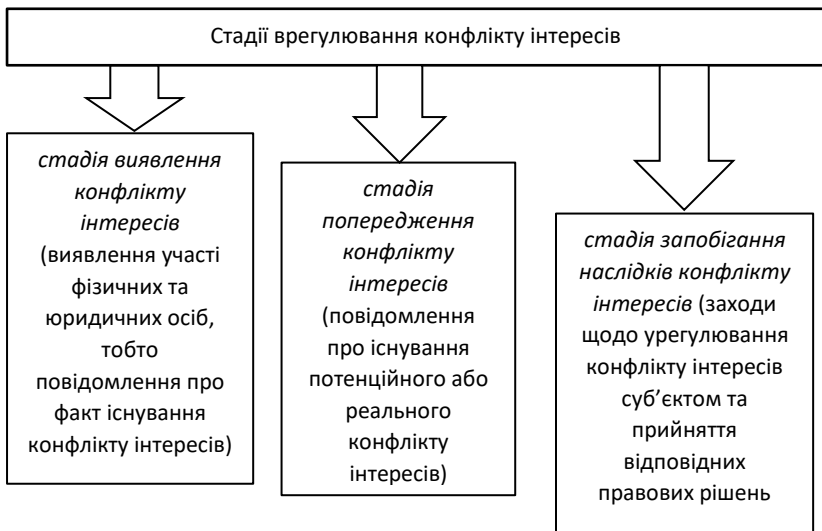 Стадії врегулювання конфлікту інтересів
стадія виявлення
конфлікту
інтересів
(виявлення участі
фізичних та
юридичних осіб,
тобто
повідомлення про
факт існування
конфлікту інтересів)
стадія
попередження
конфлікту
інтересів
(повідомлення
про існування
потенційного або
реального
конфлікту
інтересів)
стадія запобігання
наслідків конфлікту
інтересів (заходи
щодо урегулювання
конфлікту інтересів
суб’єктом та
прийняття
відповідних
правових рішень